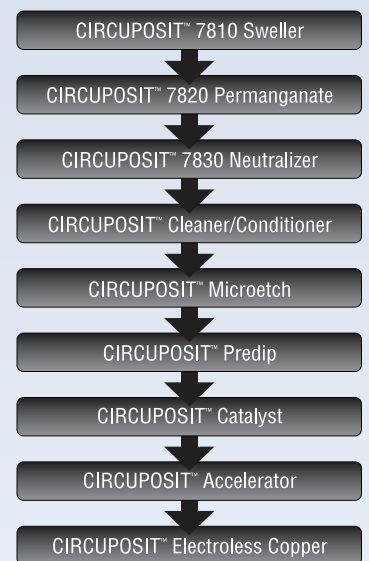 CIRCUPOSIT™ 7810 Sweller
CIRCUPOSIT™ 7820 Permanganate
CIRCUPOSIT™ 7830 Neutralizer
CIRCUPOSIT™ Cleaner/Conditioner
CIRCUPOSIT™ Microetch
CIRCUPOSIT™ Predip
CIRCUPOSIT™ Catalyst
CIRCUPOSIT™ Accelerator
CIRCUPOSIT™ Electroless Copper